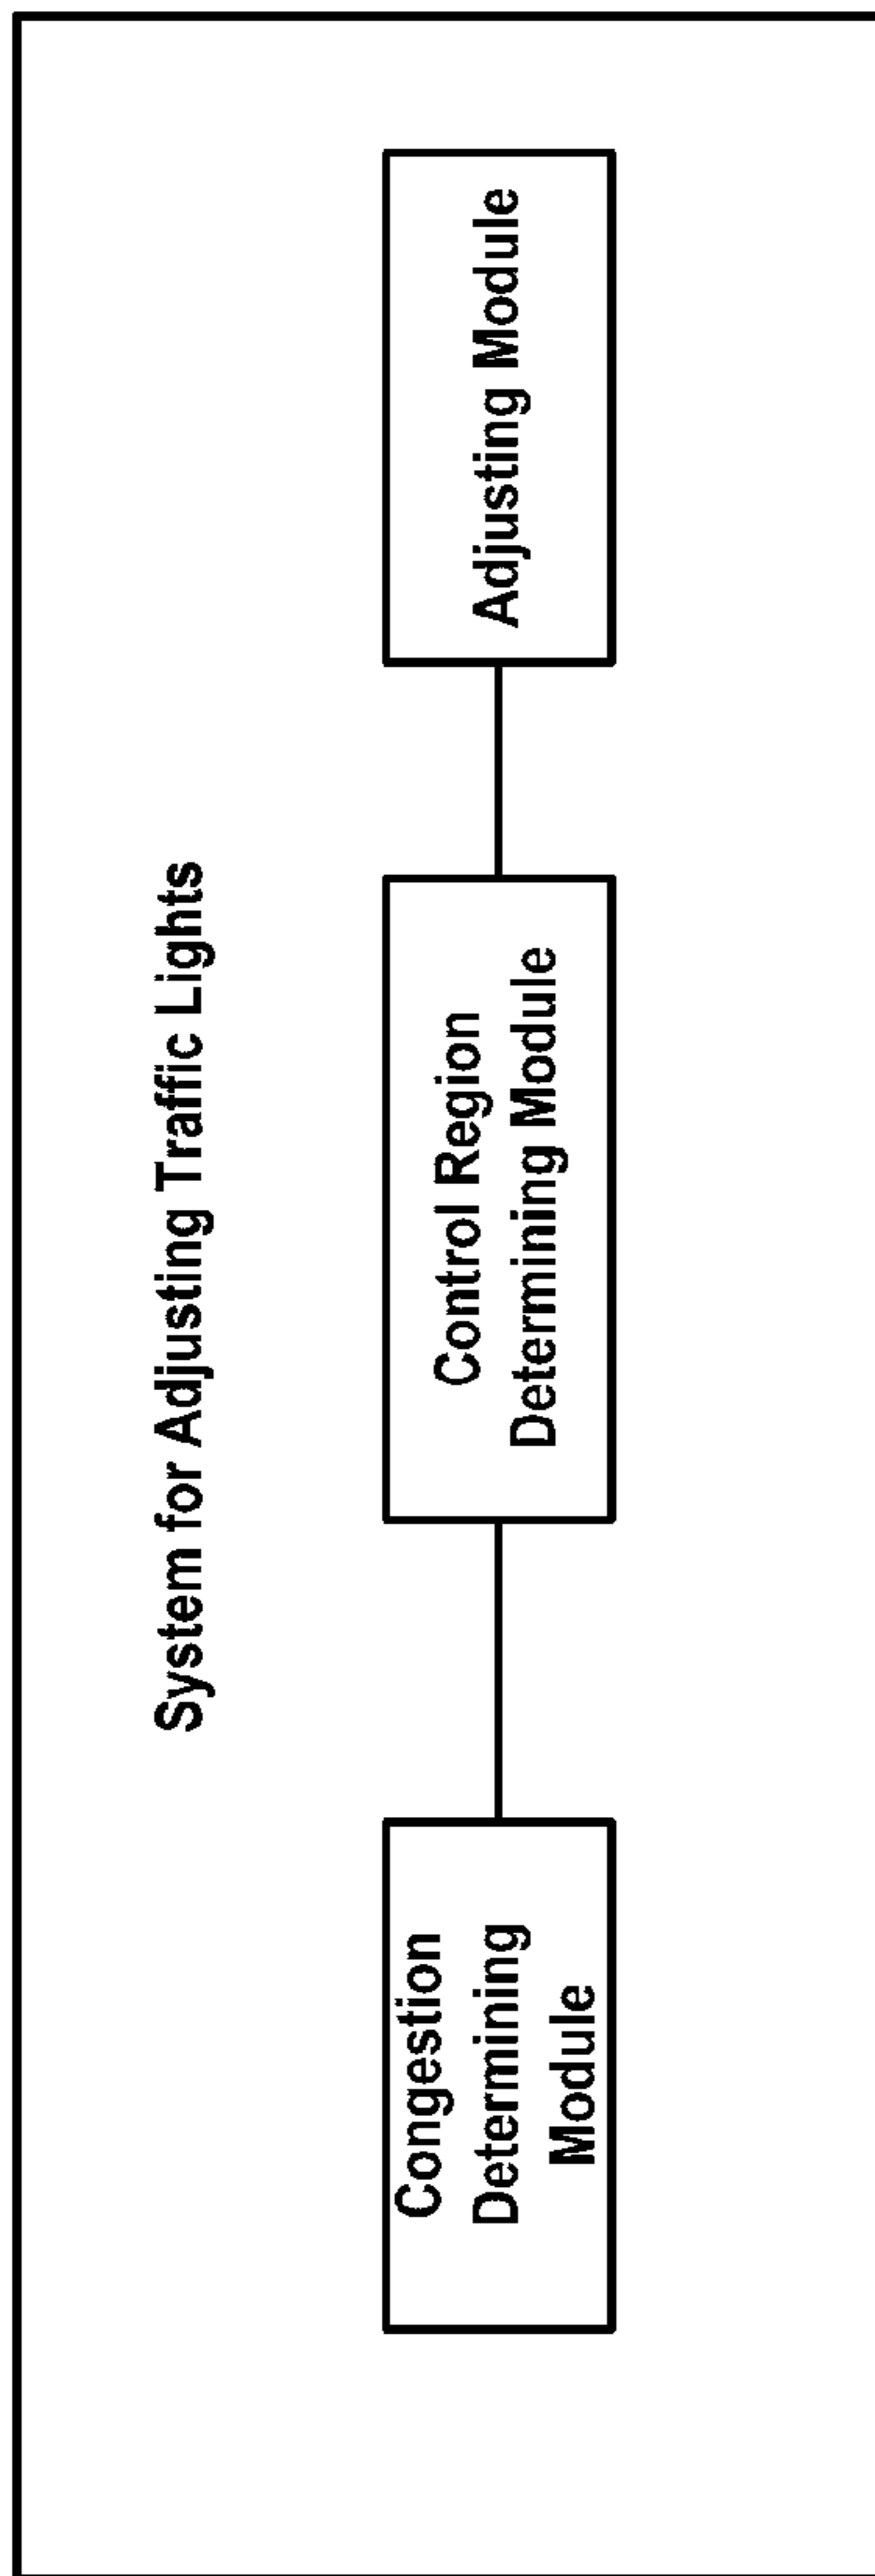 System for Adjusting Traffic Lights
Congestion
Determining
Module
Control Region
Determining Module
Adjusting Module